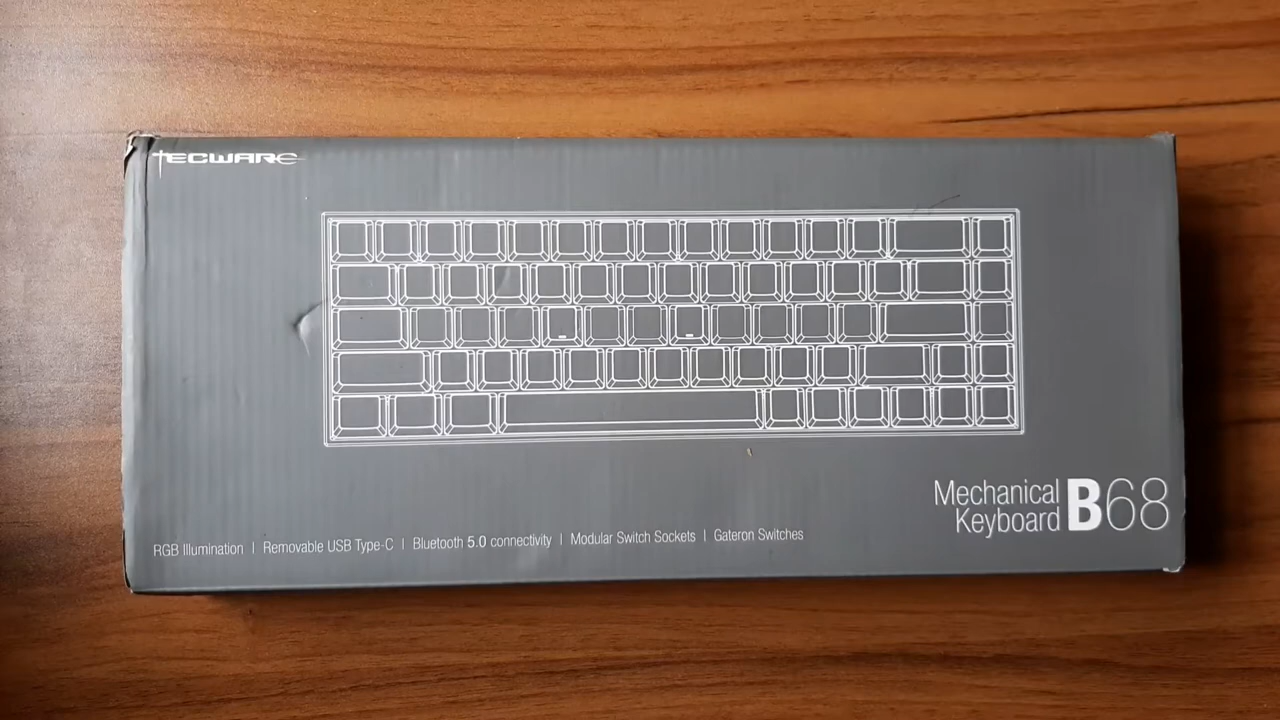 TECWARE
Mechanical
Keyboard B68
RGB Illumination | Removable USB Type-C | Bluetooth 5.0 connectivity | Modular Switch Sockets | Gateron Switches